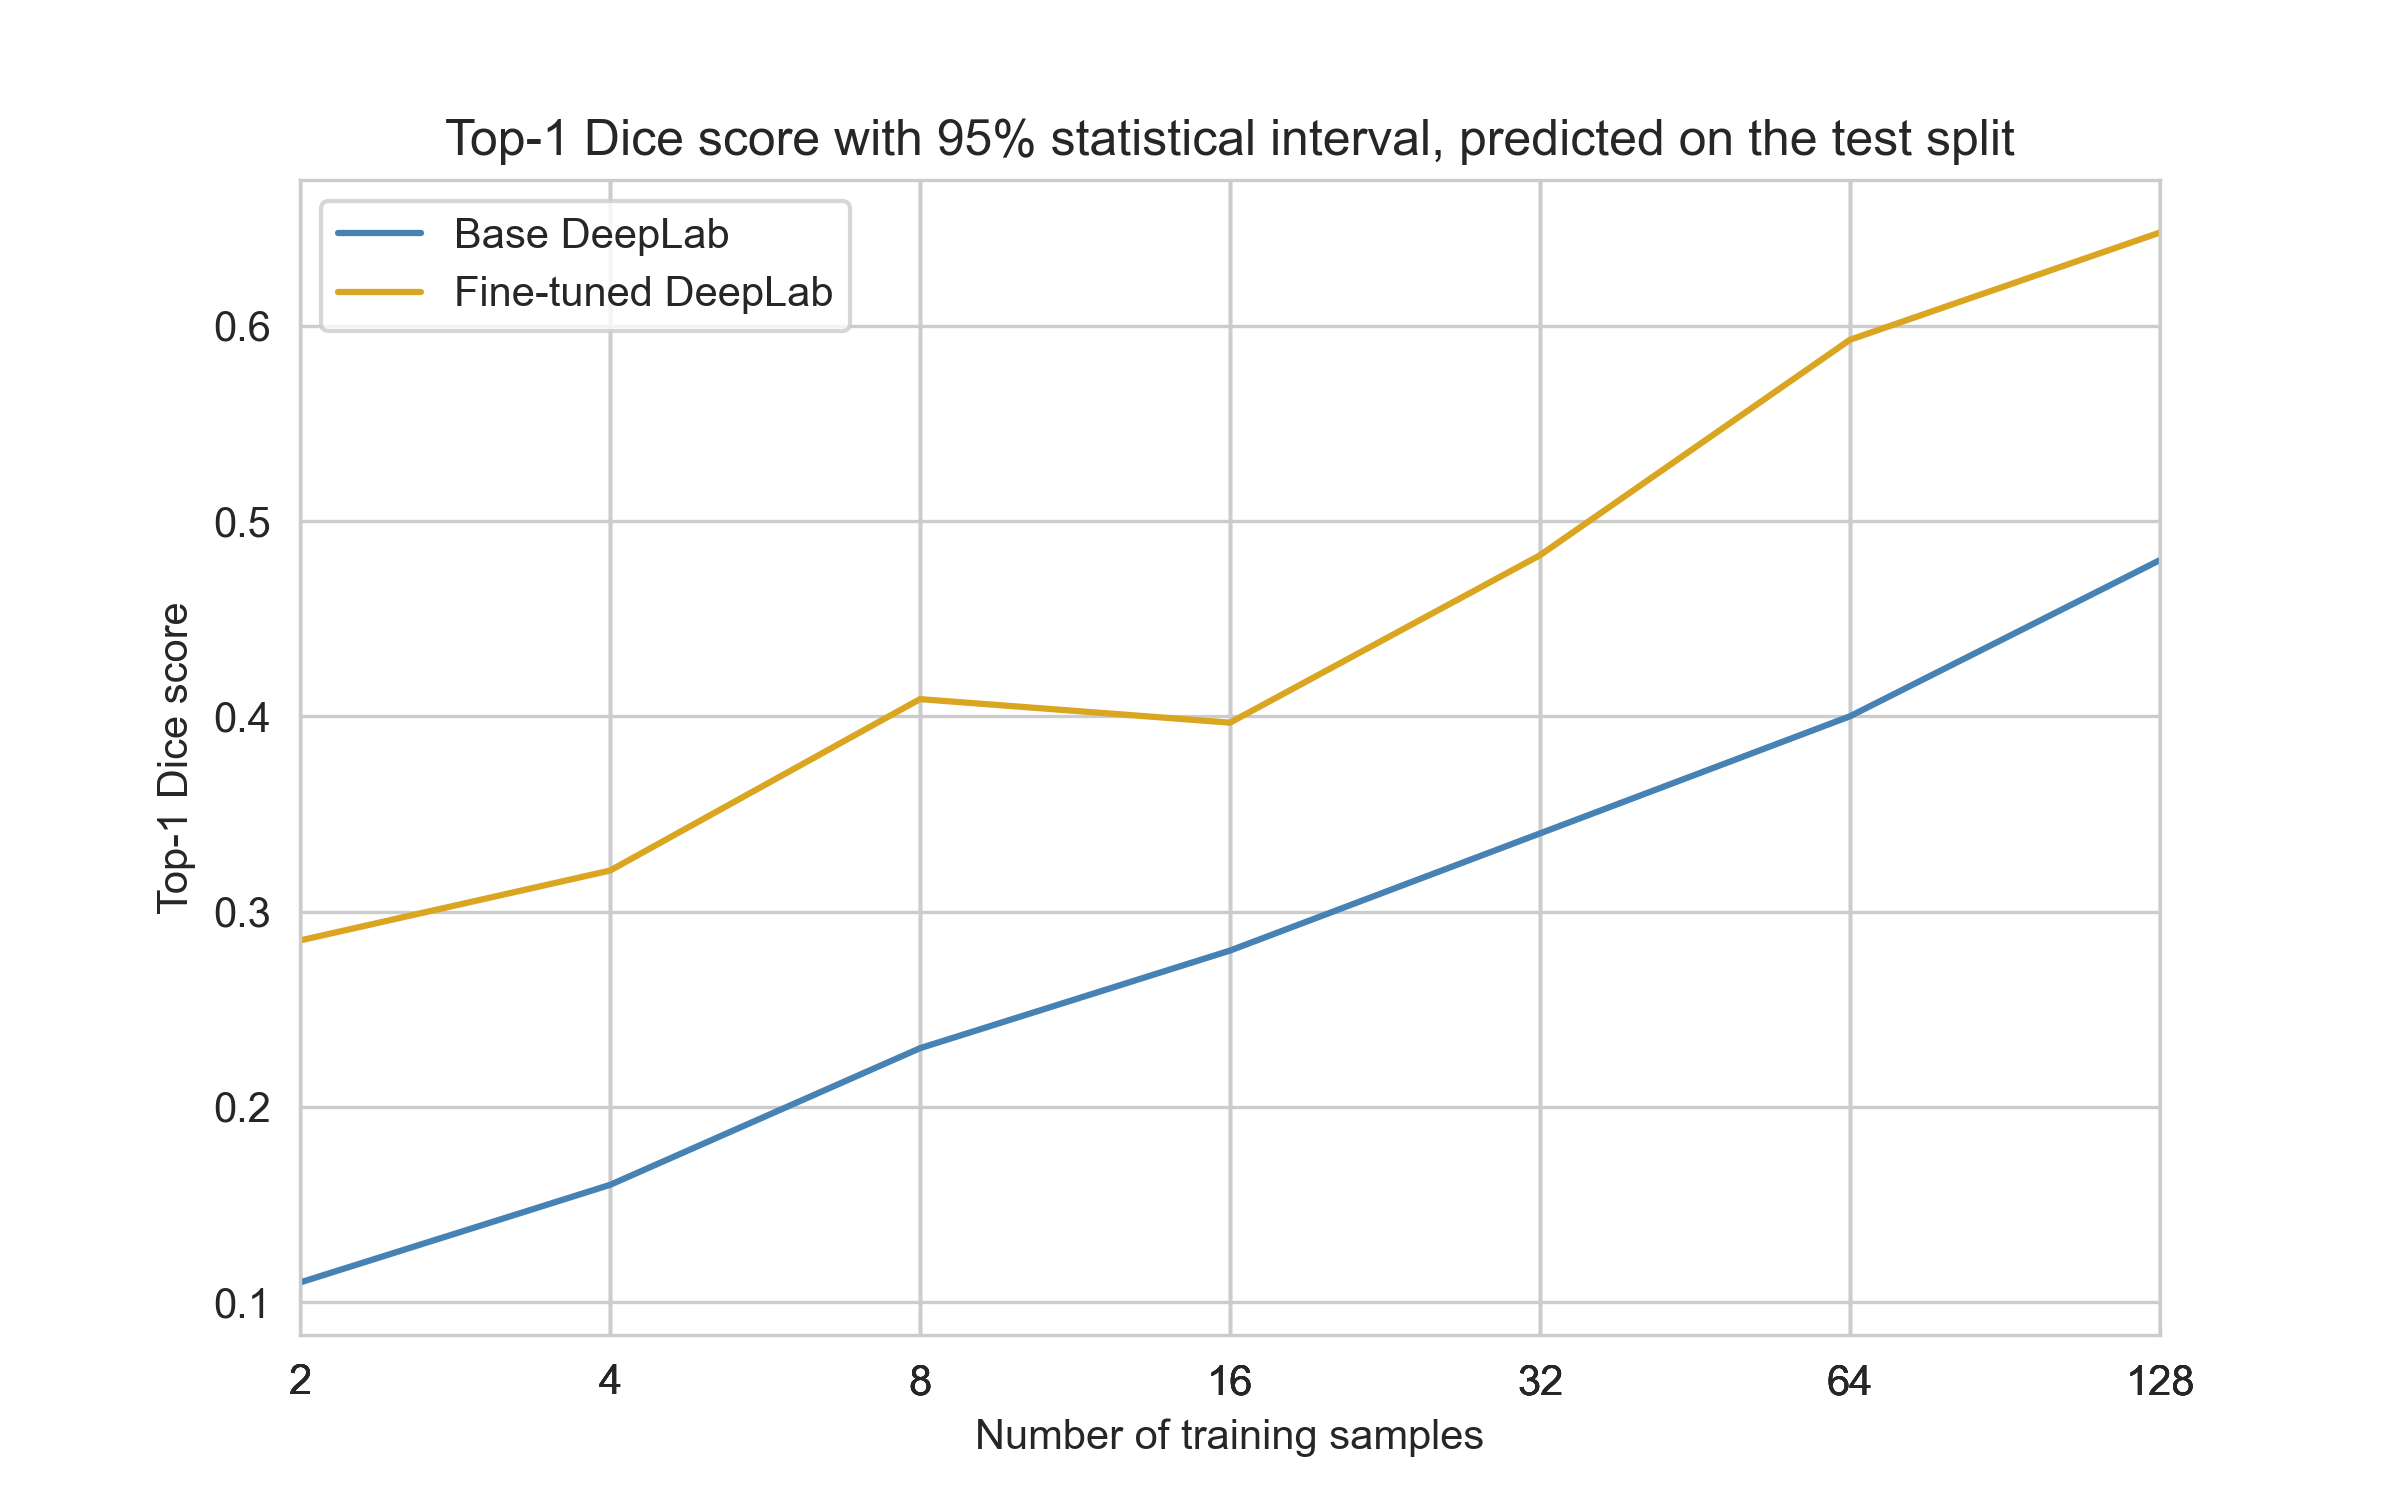 Top-1 Dice score with 95% statistical interval, predicted on the test split
Base DeepLab
Fine-tuned DeepLab
Top-1 Dice score
0.6
0.5
0.4
0.3
0.2
0.1
2 4 8 16 32 64 128
Number of training samples